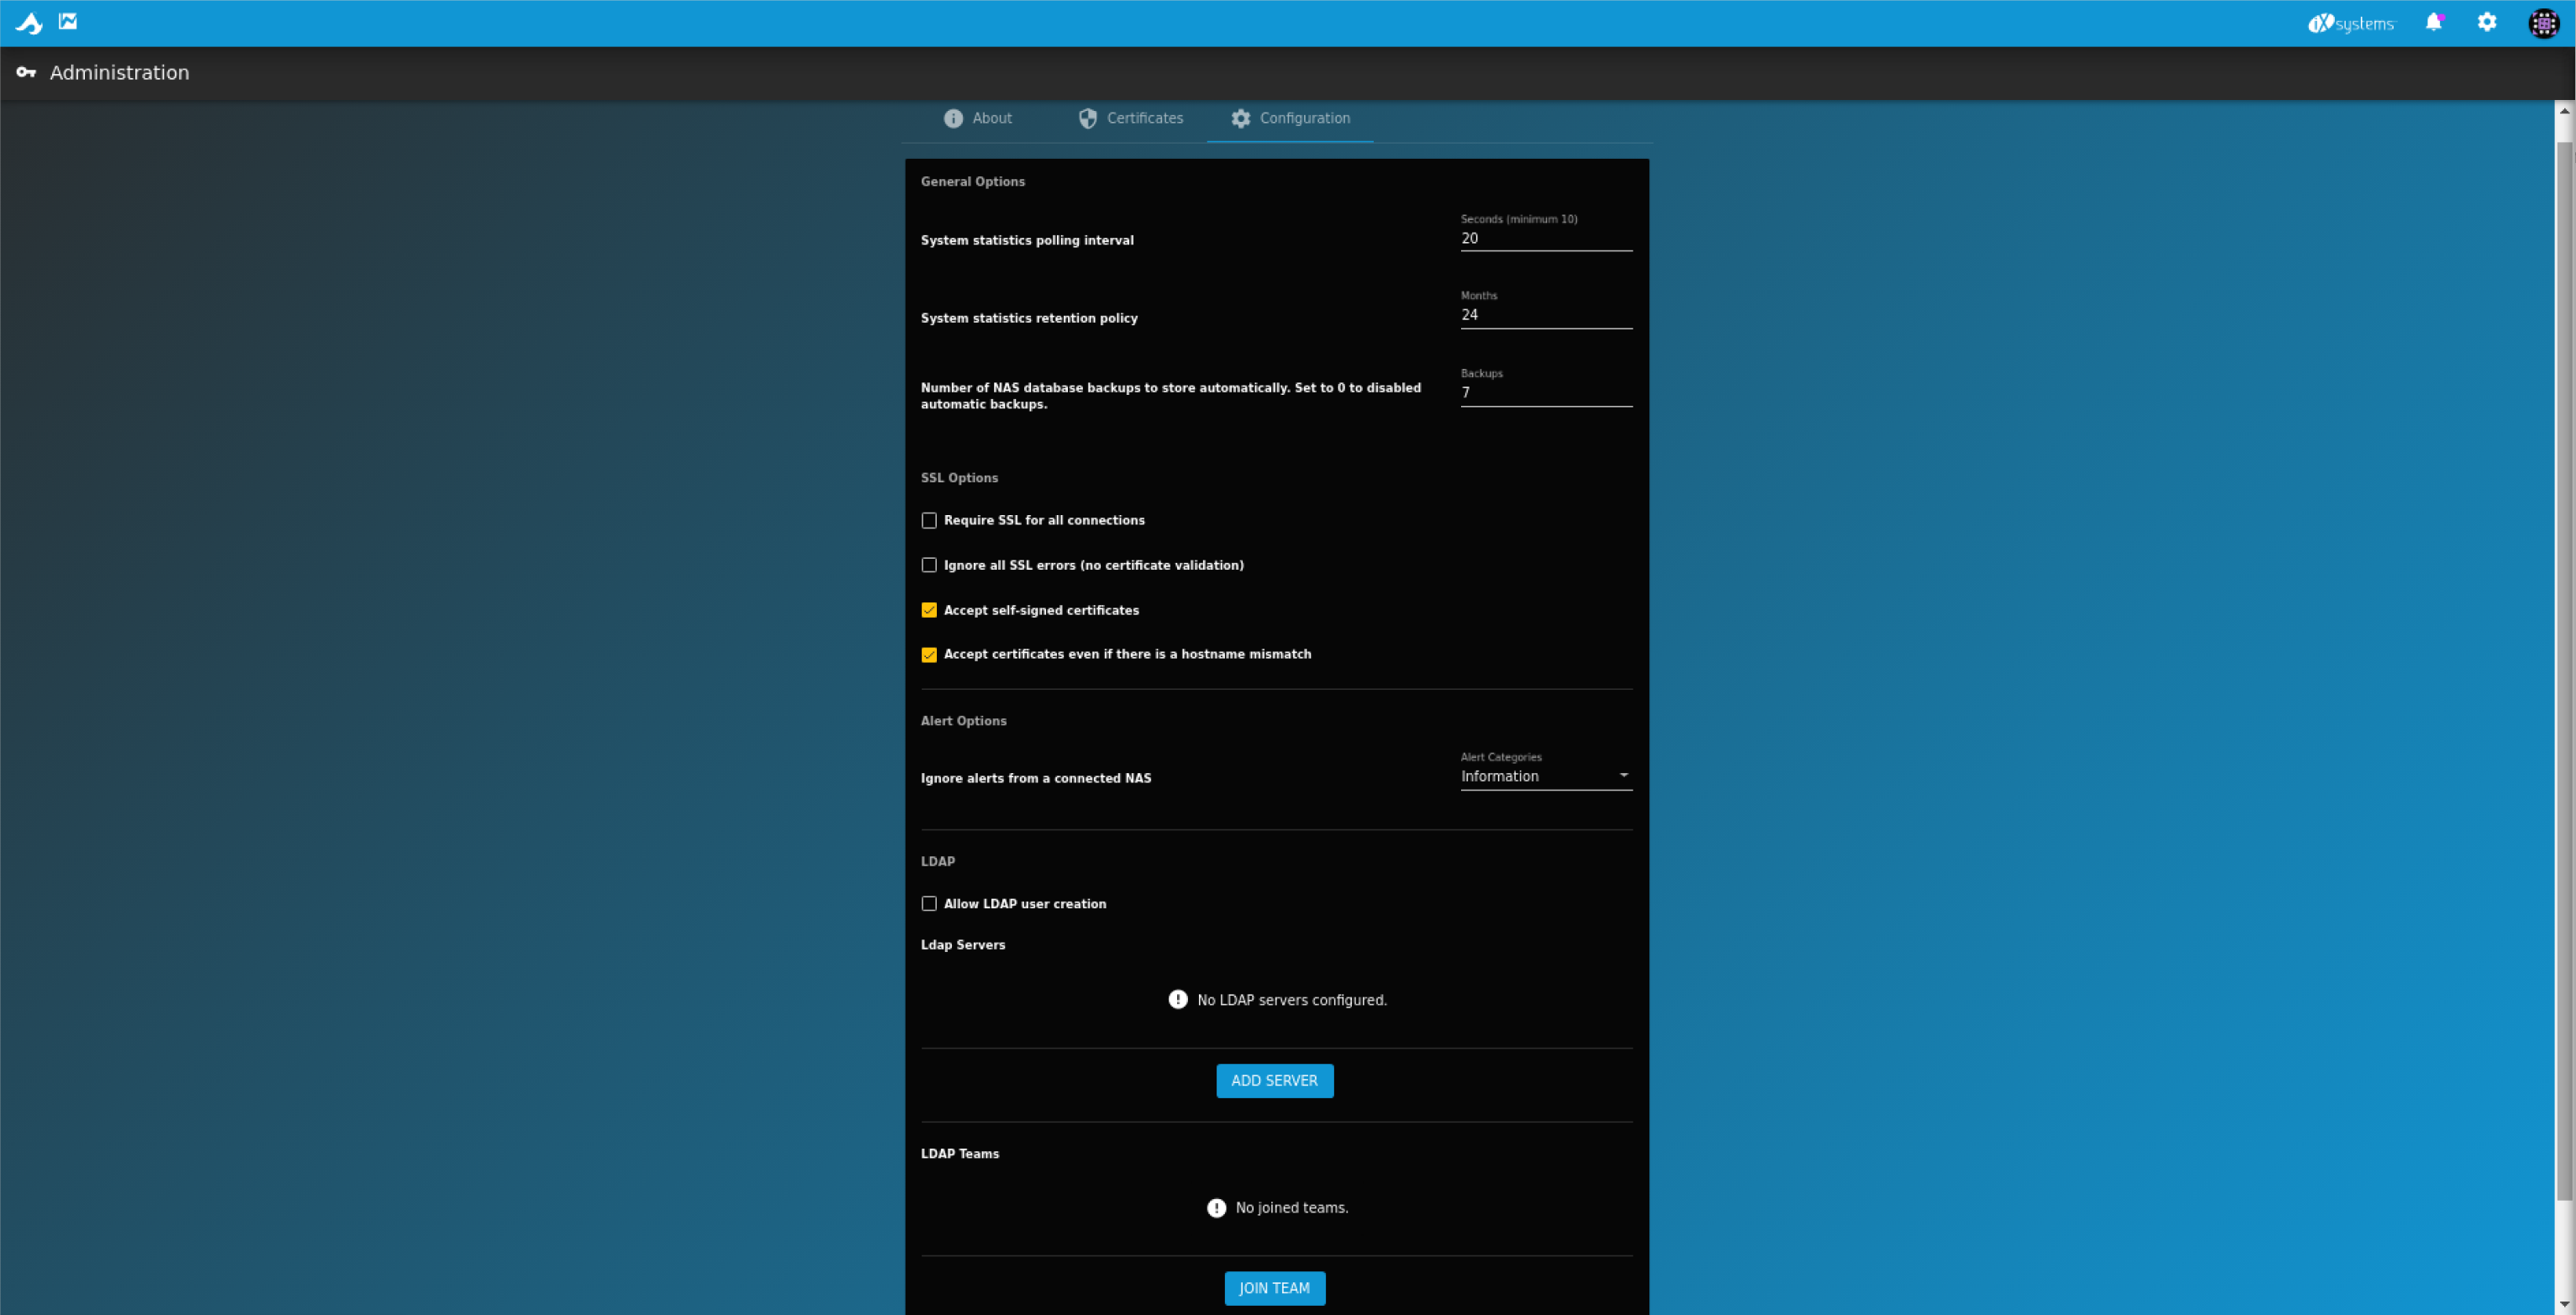 iXsystems
Administration
About Certificates Configuration
General Options
Seconds (minimum 10)
System statistics polling interval 20
Months
System statistics retention policy 24
Backups
Number of NAS database backups to store automatically. Set to 0 to disabled 7
automatic backups.
SSL Options
Require SSL for all connections
Ignore all SSL errors (no certificate validation)
Accept self-signed certificates
Accept certificates even if there is a hostname mismatch
Alert Options
Alert Categories
Ignore alerts from a connected NAS Information
LDAP
Allow LDAP user creation
Ldap Servers
No LDAP servers configured.
ADD SERVER
LDAP Teams
No joined teams.
JOIN TEAM